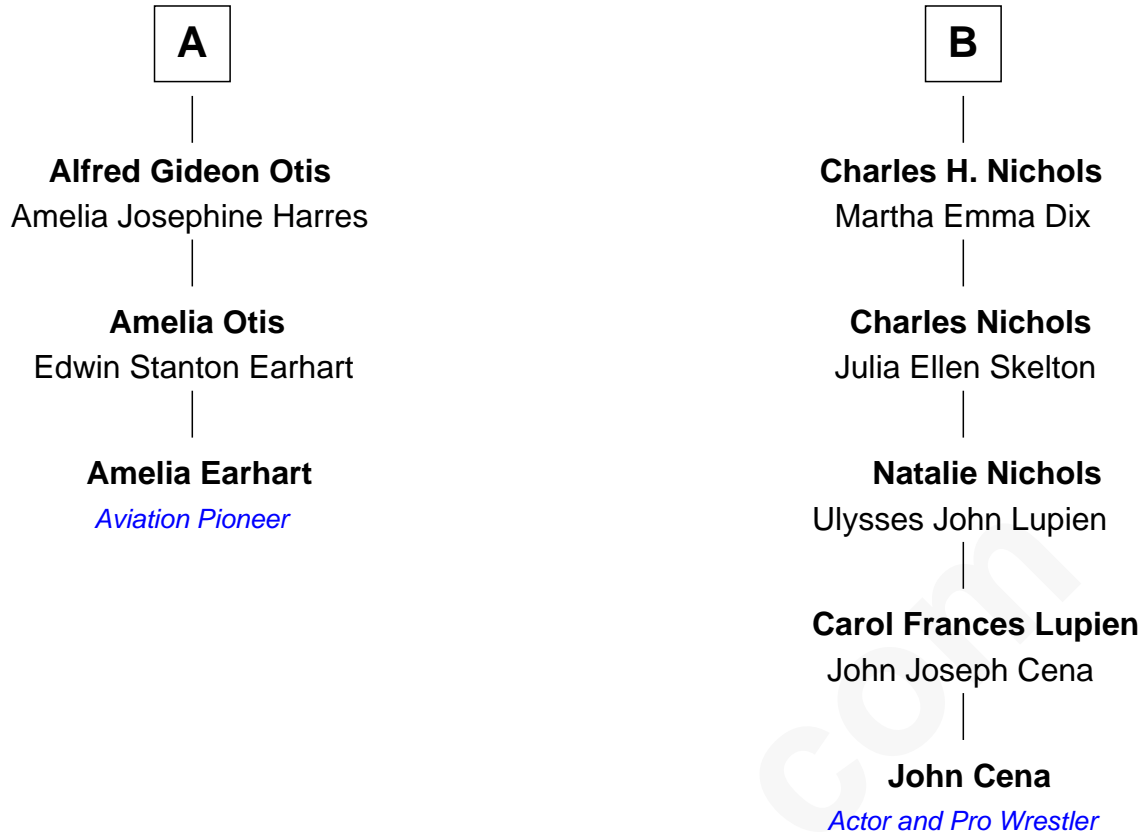 A
Alfred Gideon Otis
Amelia Josephine Harres
Amelia Otis
Edwin Stanton Earhart
Amelia Earhart
Aviation Pioneer
B
Charles H. Nichols
Martha Emma Dix
Charles Nichols
Julia Ellen Skelton
Natalie Nichols
Ulysses John Lupien
Carol Frances Lupien
John Joseph Cena
John Cena
Actor and Pro Wrestler
com